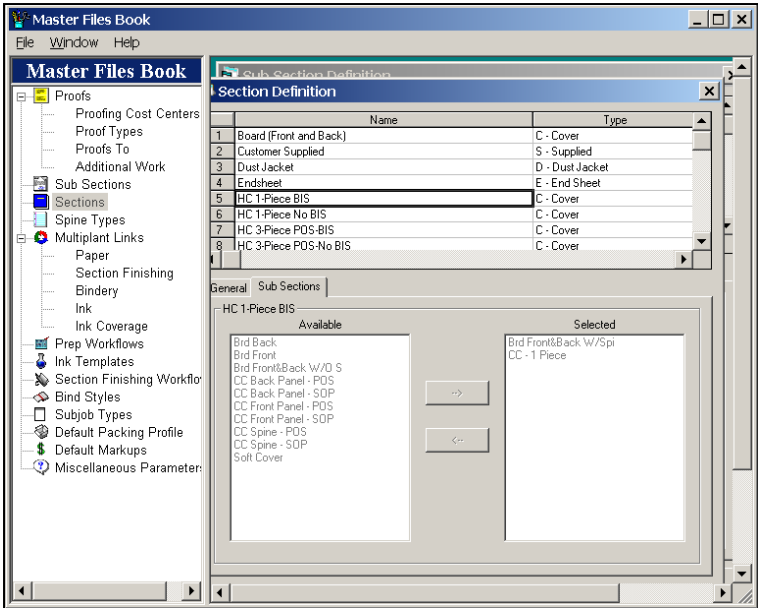 Master Files Book
File Window Help
Master Files Book
Proofs
Proofing Cost Centers
Proof Types
Proofs To
Additional Work
Sub Sections
Sections
Spine Types
Multiplant Links
Paper
Section Finishing
Bindery
Ink
Ink Coverage
Prep Workflows
Ink Templates
Section Finishing Workflo
Bind Styles
Subjob Types
Default Packing Profile
Default Markups
Miscellaneous Parameter
Sub Section Definition
Section Definition
Name Type
1 Board (Front and Back) C - Cover
2 Customer Supplied S - Supplied
3 Dust Jacket D - Dust Jacket
4 Endsheet E - End Sheet
5 HC 1-Piece BIS C - Cover
6 HC 1-Piece No BIS C - Cover
7 HC 3-Piece POS-BIS C - Cover
8 HC 3-Piece POS-No BIS C - Cover
General Sub Sections
HC 1-Piece BIS
Available Selected
Brd Back Brd Front&Back W/Spi
Brd Front CC - 1 Piece
Brd Front&Back W/O S
CC Back Panel - POS
CC Back Panel - SOP
CC Front Panel - POS
CC Front Panel - SOP
CC Spine - POS
CC Spine - SOP
Soft Cover
-->
<--